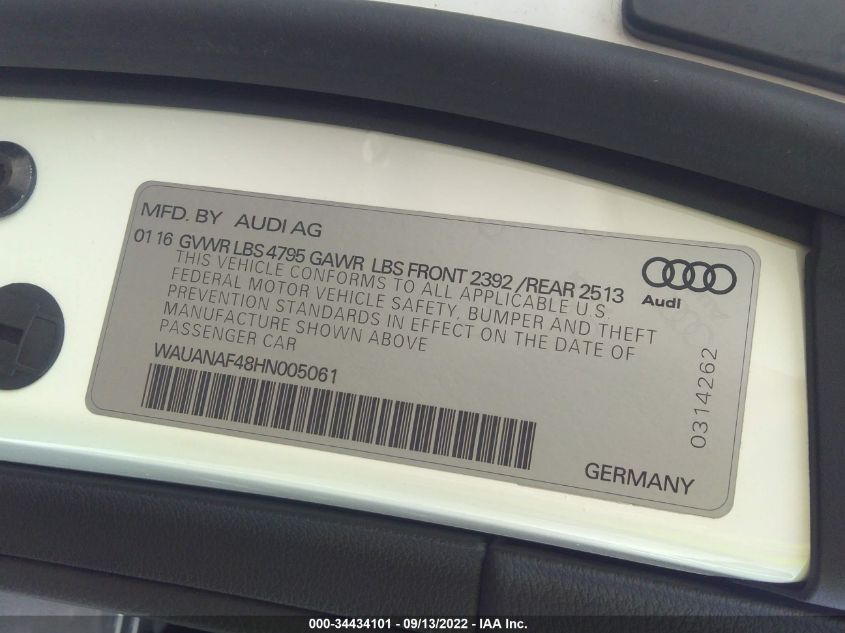 MFD. BY AUDI AG
01 16 GVWR LBS 4795 GAWR LBS FRONT 2392 /REAR 2513
THIS VEHICLE CONFORMS TO ALL APPLICABLE U.S.
FEDERAL MOTOR VEHICLE SAFETY, BUMPER AND THEFT
PREVENTION STANDARDS IN EFFECT ON THE DATE OF
MANUFACTURE SHOWN ABOVE
PASSENGER CAR
WAUANAF48HN005061
Audi
0314262
GERMANY
000-34434101 - 09/13/2022 - IAA Inc.